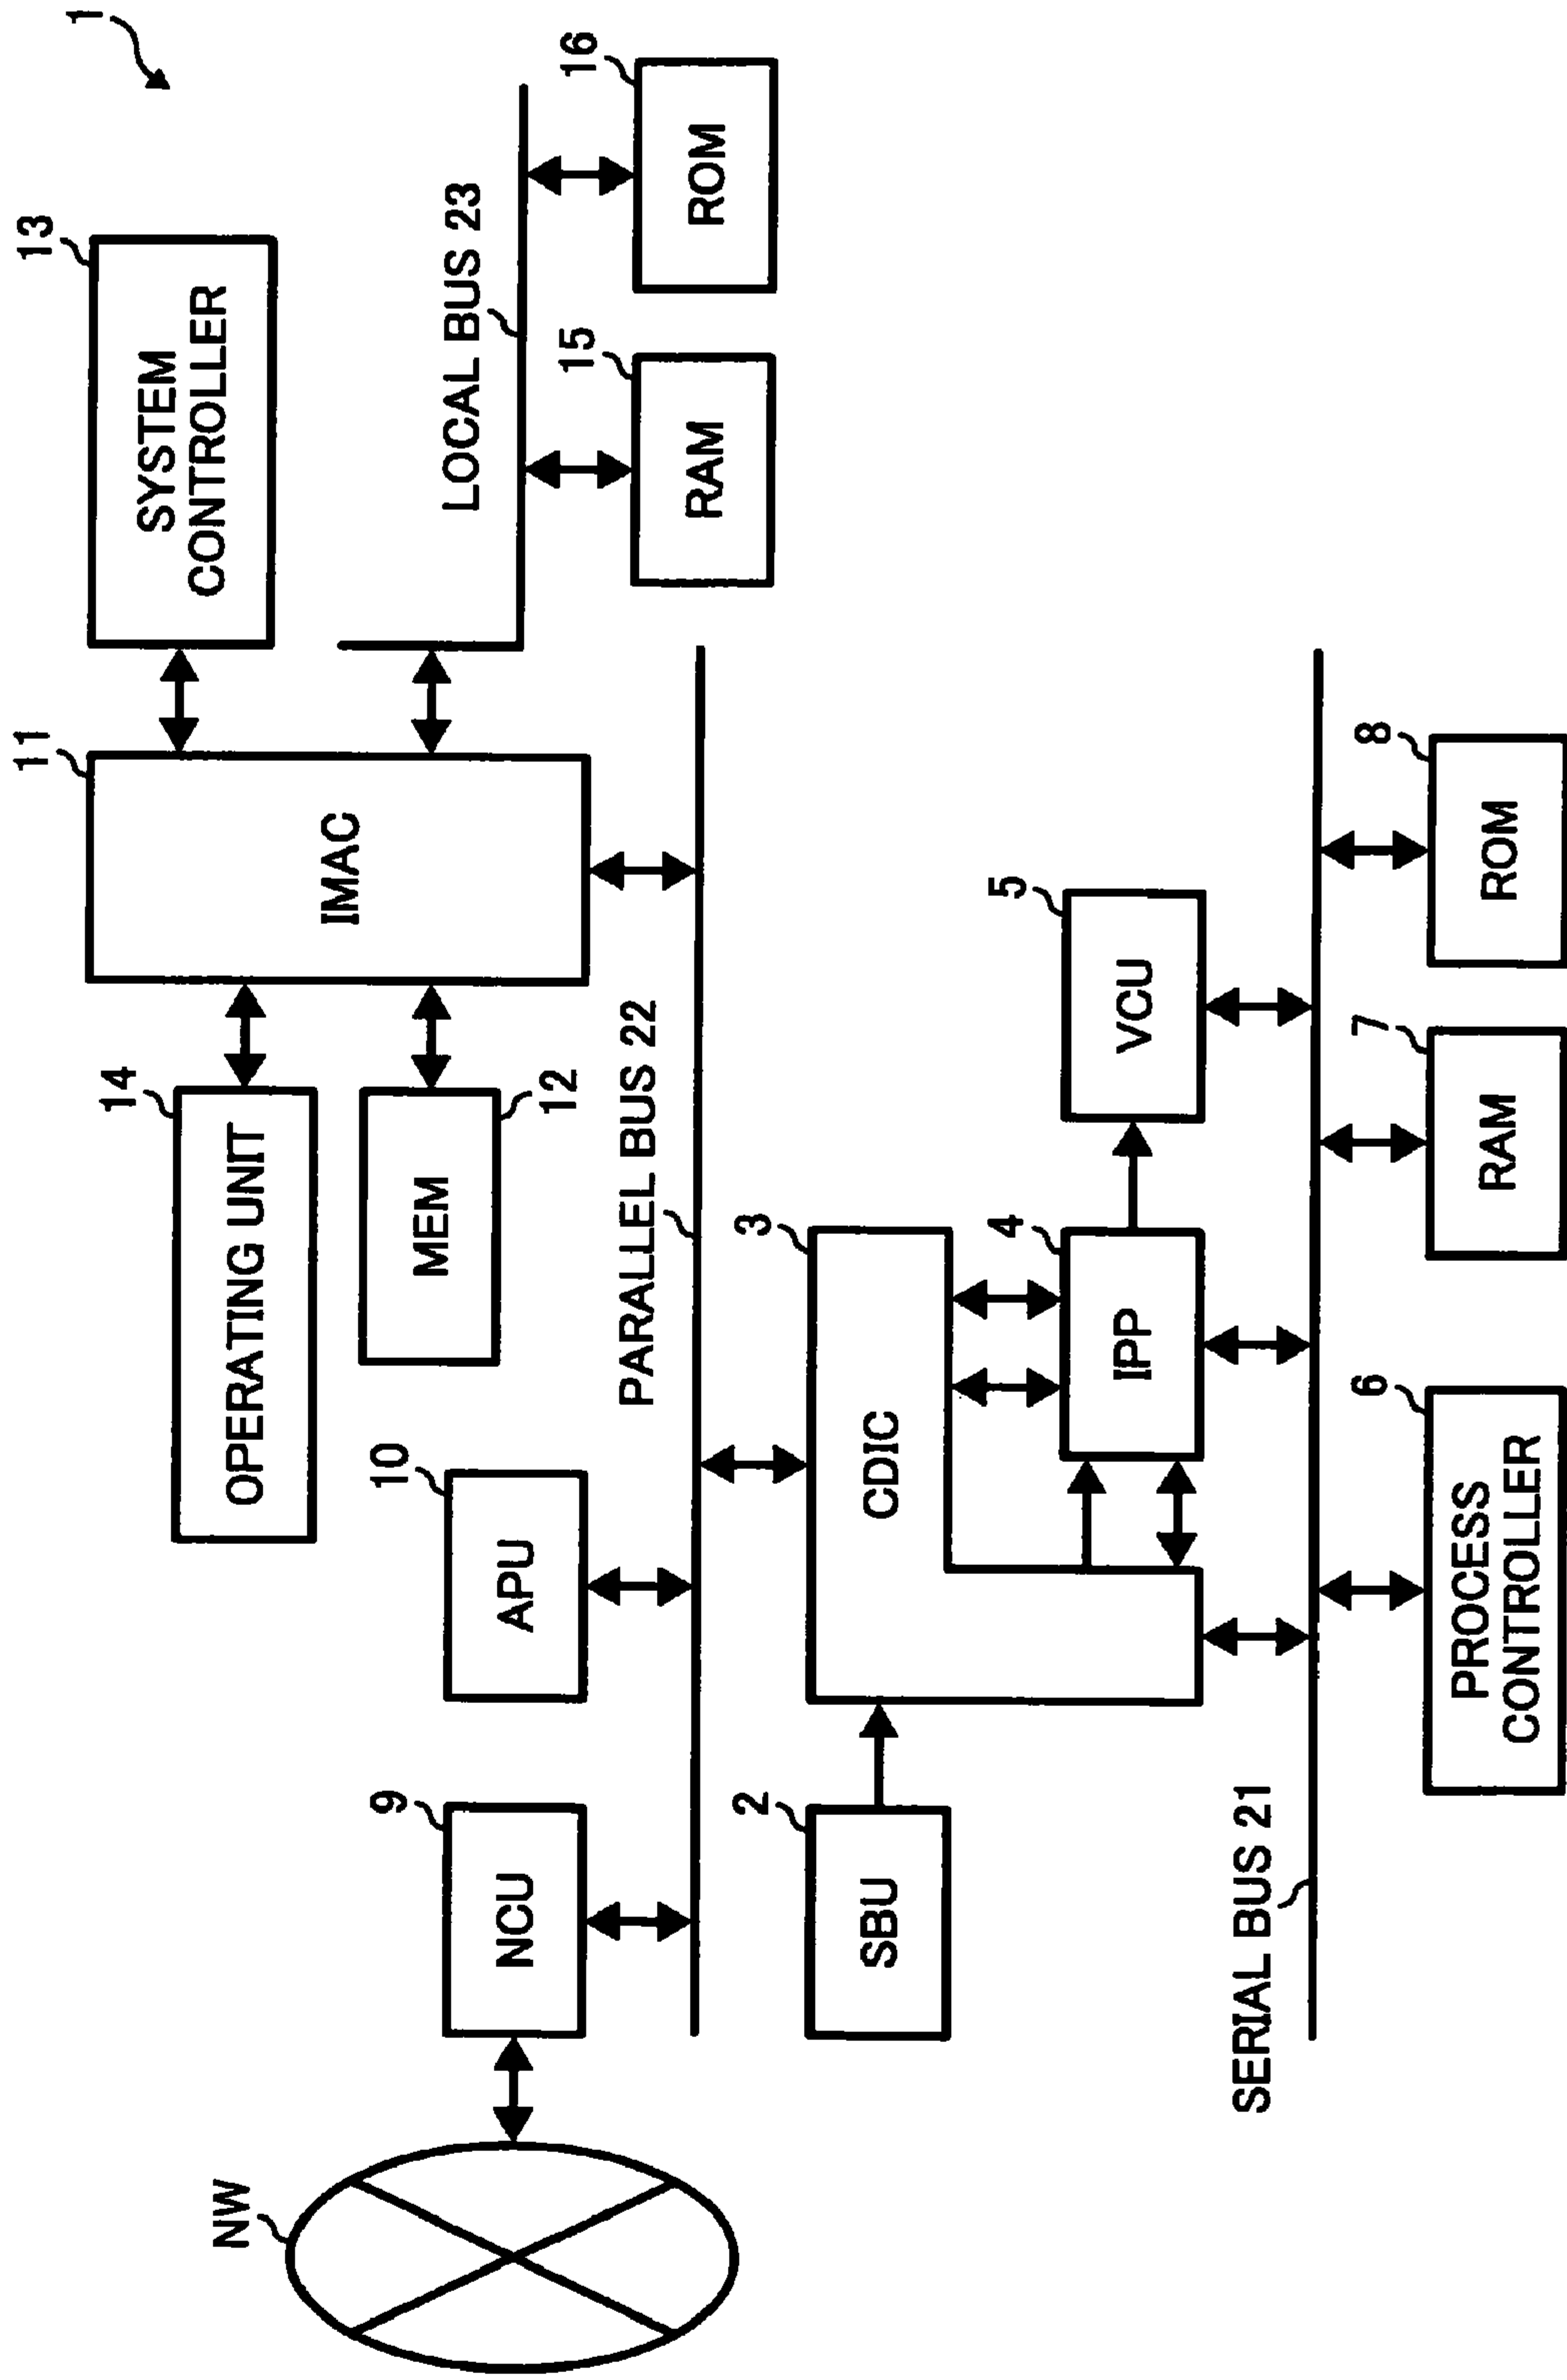 1
13
SYSTEM
CONTROLLER
11
IMAC
14
OPERATING UNIT
MEM
12
LOCAL BUS 23
15
RAM
16
ROM
NW
9
NCU
10
APU
PARALLEL BUS 22
2
SBU
3
CDIC
4
IPP
5
VCU
SERIAL BUS 21
6
PROCESS
CONTROLLER
7
RAM
8
ROM